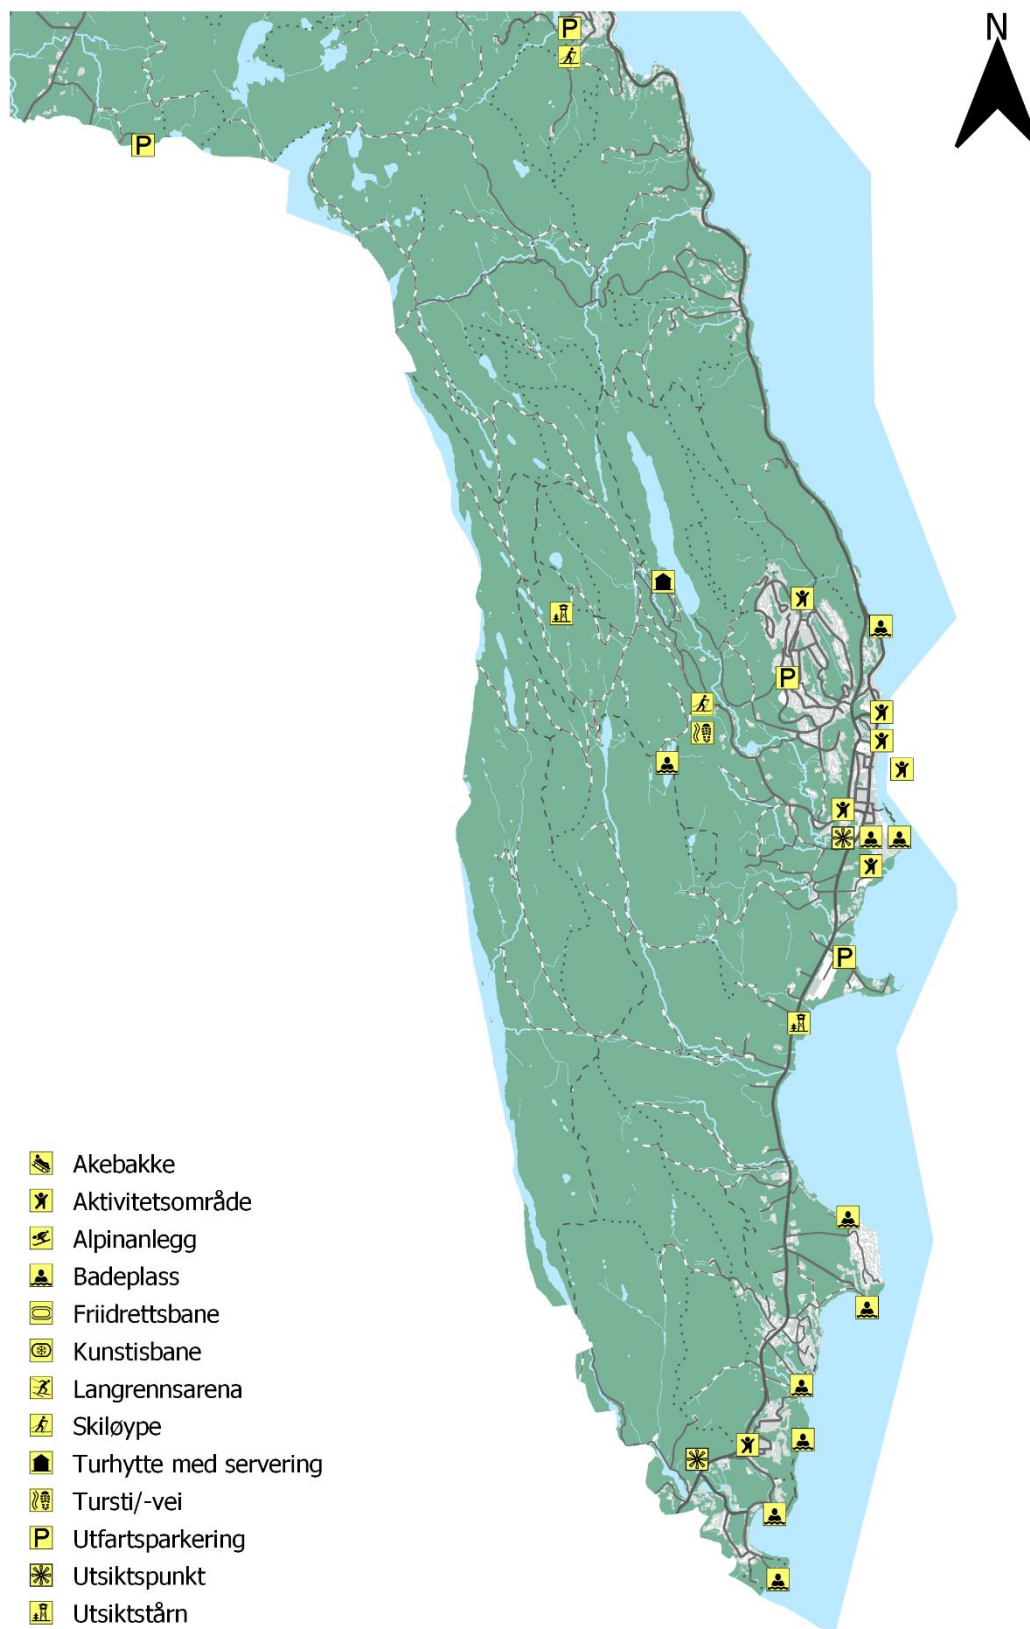 P
N
P
P
P
Akebakke
Aktivitetsområde
Alpinanlegg
Badeplass
Friidrettsbane
Kunstisbane
Langrennsarena
Skiløype
Turhytte med servering
Tursti/-vei
P Utfartsparkering
Utsiktspunkt
Utsiktstårn